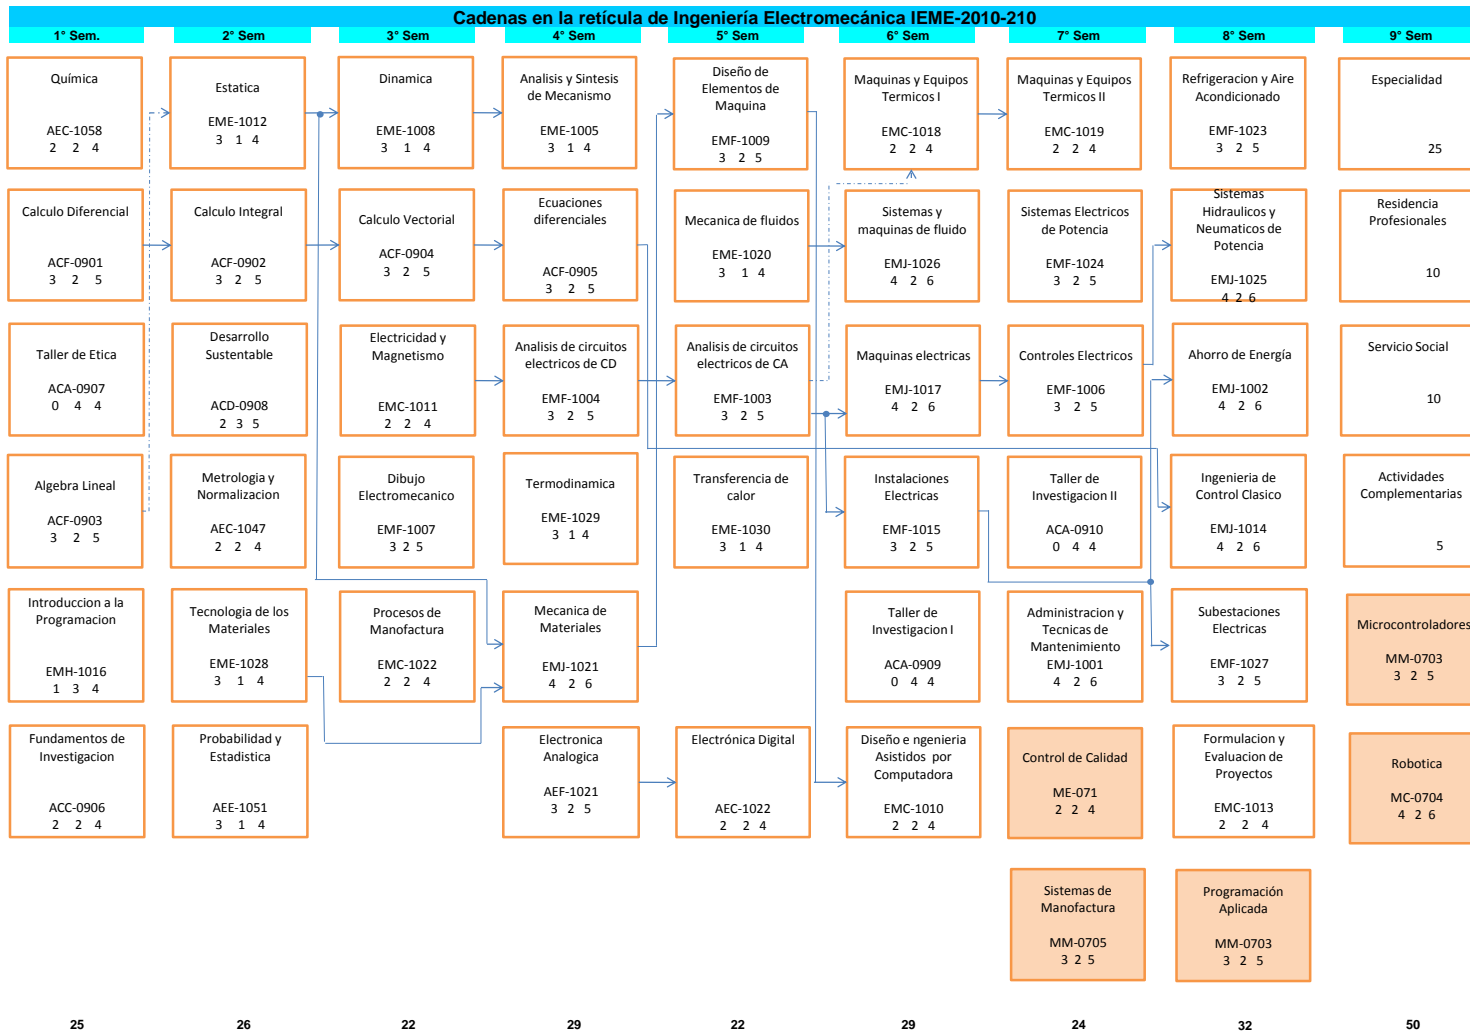 Cadenas en la retícula de Ingeniería Electromecánica IEME-2010-210
1° Sem.
2° Sem
3° Sem
4° Sem
5° Sem
6° Sem
7° Sem
8° Sem
9° Sem
Química
AEC-1058
2 2 4
Estatica
EME-1012
3 1 4
Dinamica
EME-1008
3 1 4
Analisis y Sintesis
de Mecanismo
EME-1005
3 1 4
Diseño de
Elementos de
Maquina
EMF-1009
3 2 5
Maquinas y Equipos
Termicos I
EMC-1018
2 2 4
Maquinas y Equipos
Termicos II
EMC-1019
2 2 4
Refrigeracion y Aire
Acondicionado
EMF-1023
3 2 5
Especialidad
25
Calculo Diferencial
ACF-0901
3 2 5
Calculo Integral
ACF-0902
3 2 5
Calculo Vectorial
ACF-0904
3 2 5
Ecuaciones
diferenciales
ACF-0905
3 2 5
Mecanica de fluidos
EME-1020
3 1 4
Sistemas y
maquinas de fluido
EMJ-1026
4 2 6
Sistemas Electricos
de Potencia
EMF-1024
3 2 5
Sistemas
Hidraulicos y
Neumaticos de
Potencia
EMJ-1025
4 2 6
Residencia
Profesionales
10
Taller de Etica
ACA-0907
0 4 4
Desarrollo
Sustentable
ACD-0908
2 3 5
Electricidad y
Magnetismo
EMC-1011
2 2 4
Analisis de circuitos
electricos de CD
EMF-1004
3 2 5
Analisis de circuitos
electricos de CA
EMF-1003
3 2 5
Maquinas electricas
EMJ-1017
4 2 6
Controles Electricos
EMF-1006
3 2 5
Ahorro de Energía
EMJ-1002
4 2 6
Servicio Social
10
Algebra Lineal
ACF-0903
3 2 5
Metrologia y
Normalizacion
AEC-1047
2 2 4
Dibujo
Electromecanico
EMF-1007
3 2 5
Termodinamica
EME-1029
3 1 4
Transferencia de
calor
EME-1030
3 1 4
Instalaciones
Electricas
EMF-1015
3 2 5
Taller de
Investigacion II
ACA-0910
0 4 4
Ingenieria de
Control Clasico
EMJ-1014
4 2 6
Actividades
Complementarias
5
Introduccion a la
Programacion
EMH-1016
1 3 4
Tecnologia de los
Materiales
EME-1028
3 1 4
Procesos de
Manofactura
EMC-1022
2 2 4
Mecanica de
Materiales
EMJ-1021
4 2 6
Taller de
Investigacion I
ACA-0909
0 4 4
Administracion y
Tecnicas de
Mantenimiento
EMJ-1001
4 2 6
Subestaciones
Electricas
EMF-1027
3 2 5
Microcontroladores
MM-0703
3 2 5
Fundamentos de
Investigacion
ACC-0906
2 2 4
Probabilidad y
Estadistica
AEE-1051
3 1 4
Electronica
Analogica
AEF-1021
3 2 5
Electrónica Digital
AEC-1022
2 2 4
Diseño e ngenieria
Asistidos por
Computadora
EMC-1010
2 2 4
Control de Calidad
ME-071
2 2 4
Formulacion y
Evaluacion de
Proyectos
EMC-1013
2 2 4
Robotica
MC-0704
4 2 6
Sistemas de
Manofactura
MM-0705
3 2 5
Programación
Aplicada
MM-0703
3 2 5
25
26
22
29
22
29
24
32
50